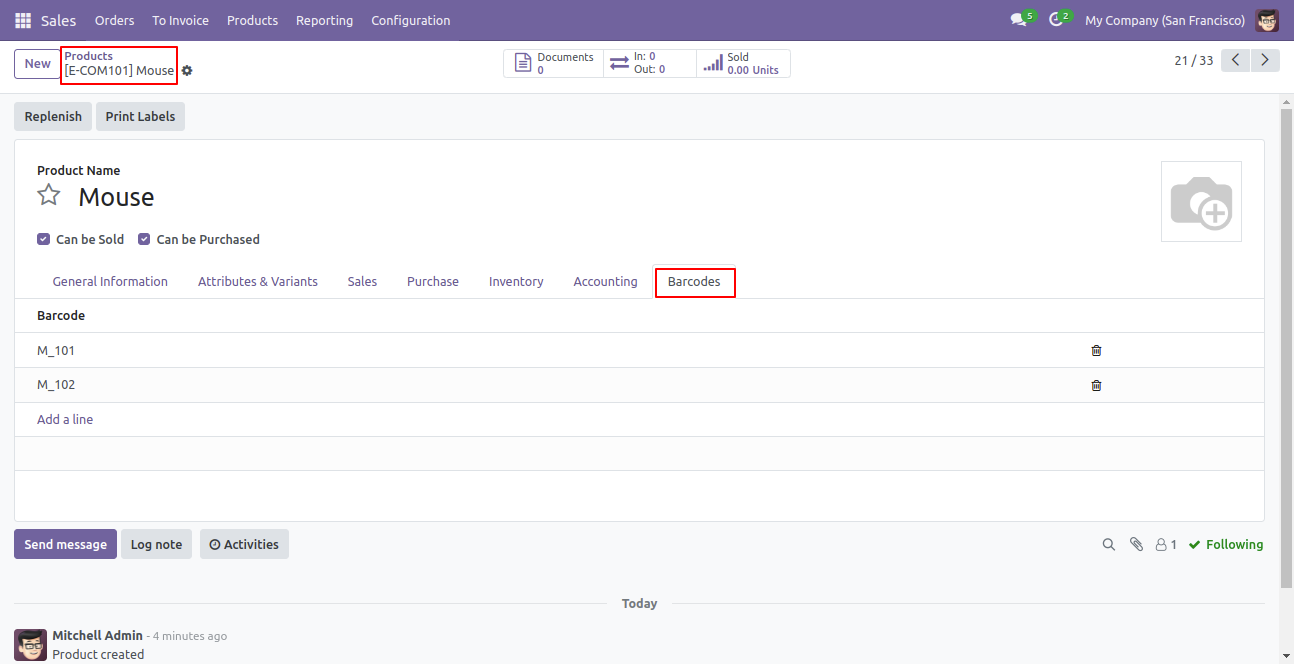 Sales Orders To Invoice Products Reporting Configuration 5 2 My Company (San Francisco)
New Products Documents In: 0 Sold 21 / 33
[E-COM101] Mouse 0 Out: 0 0.00 Units
Replenish Print Labels
Product Name
Mouse
Can be Sold Can be Purchased
General Information Attributes & Variants Sales Purchase Inventory Accounting Barcodes
Barcode
M_101
M_102
Add a line
Send message Log note Activities 1 Following
Today
Mitchell Admin - 4 minutes ago
Product created